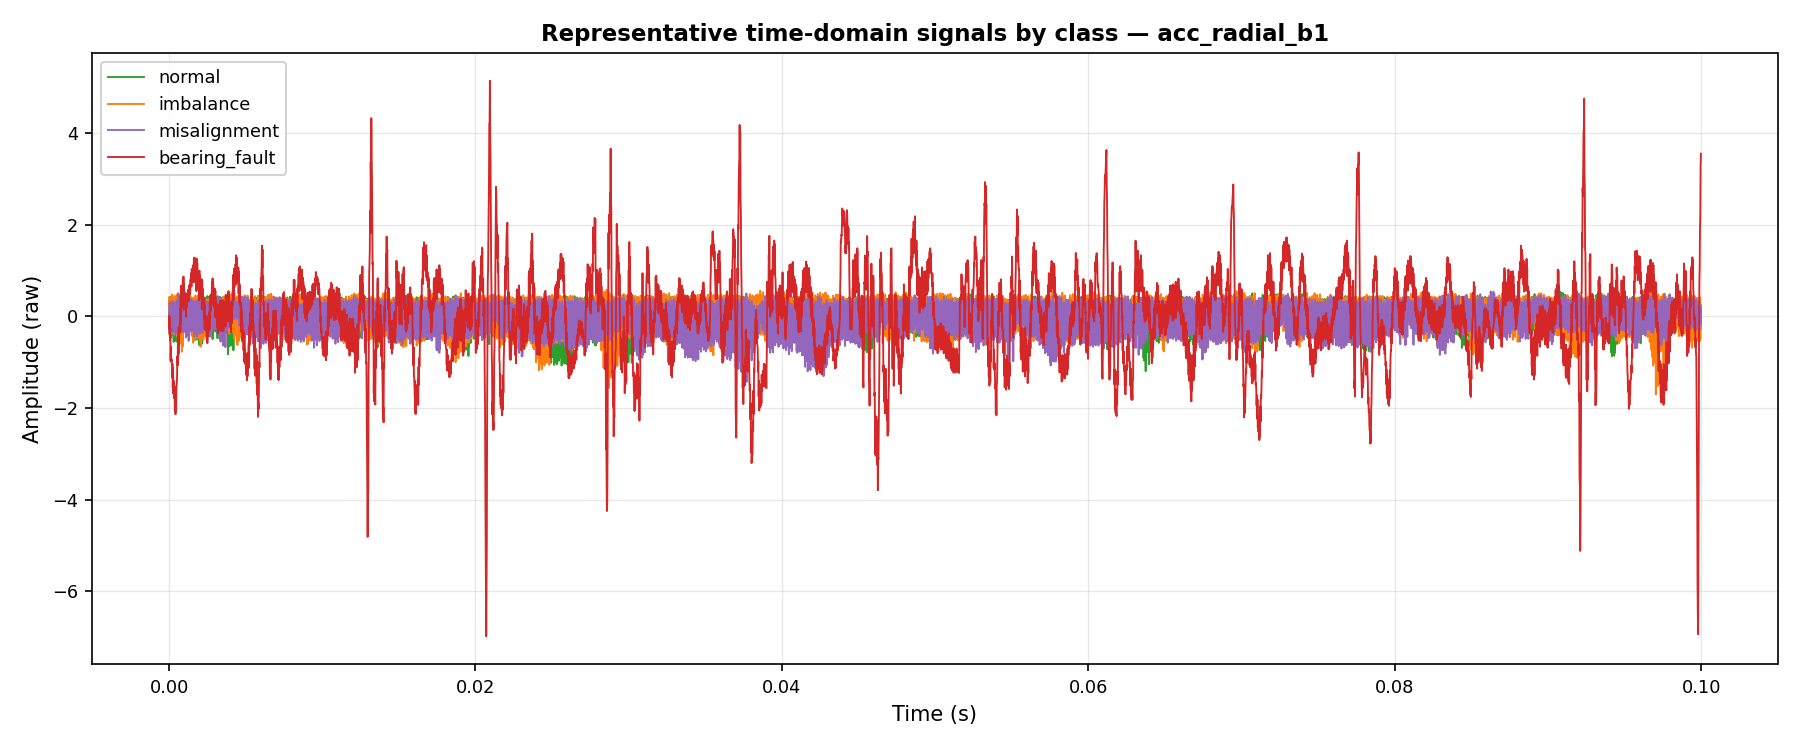 Representative time-domain signals by class — acc_radial_b1
normal
imbalance
misalignment
bearing_fault
Amplitude (raw)
4
2
0
−2
−4
−6
0.00
0.02
0.04
0.06
0.08
0.10
Time (s)